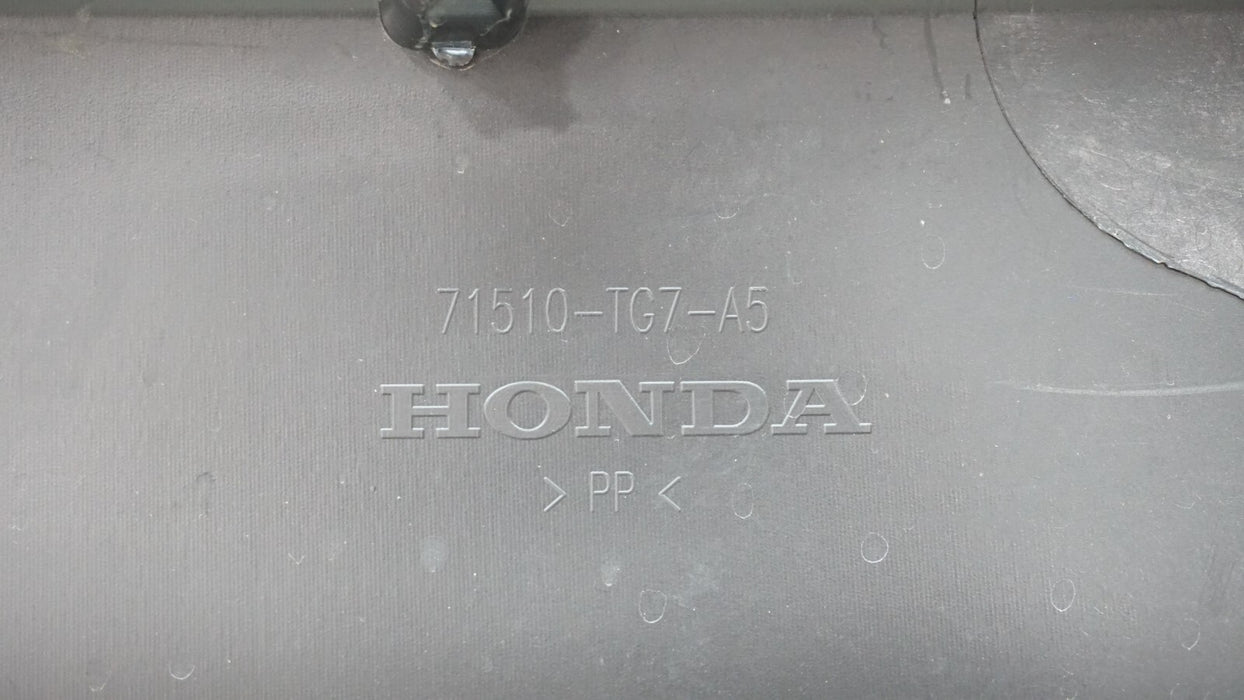 71510-TG7-A5
HONDA
> PP <